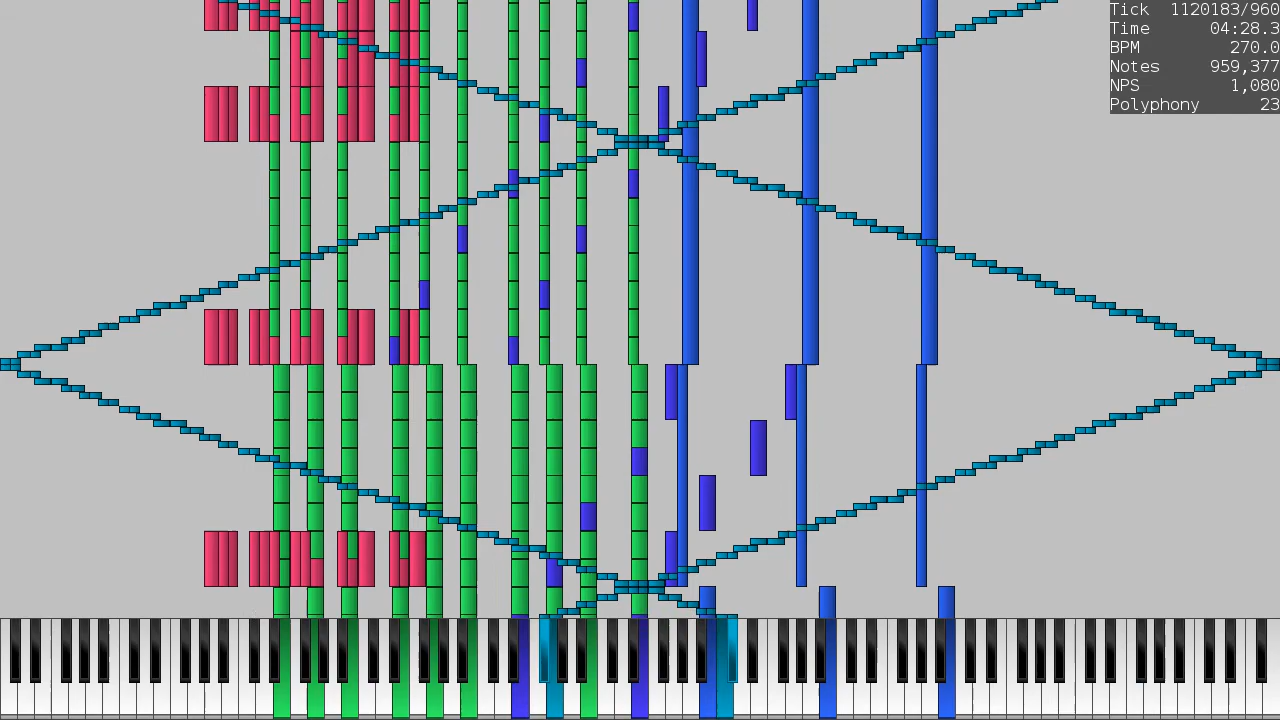 Tick 1120183/960
Time 04:28.3
BPM 270.0
Notes 959,377
NPS 1,080
Polyphony 23